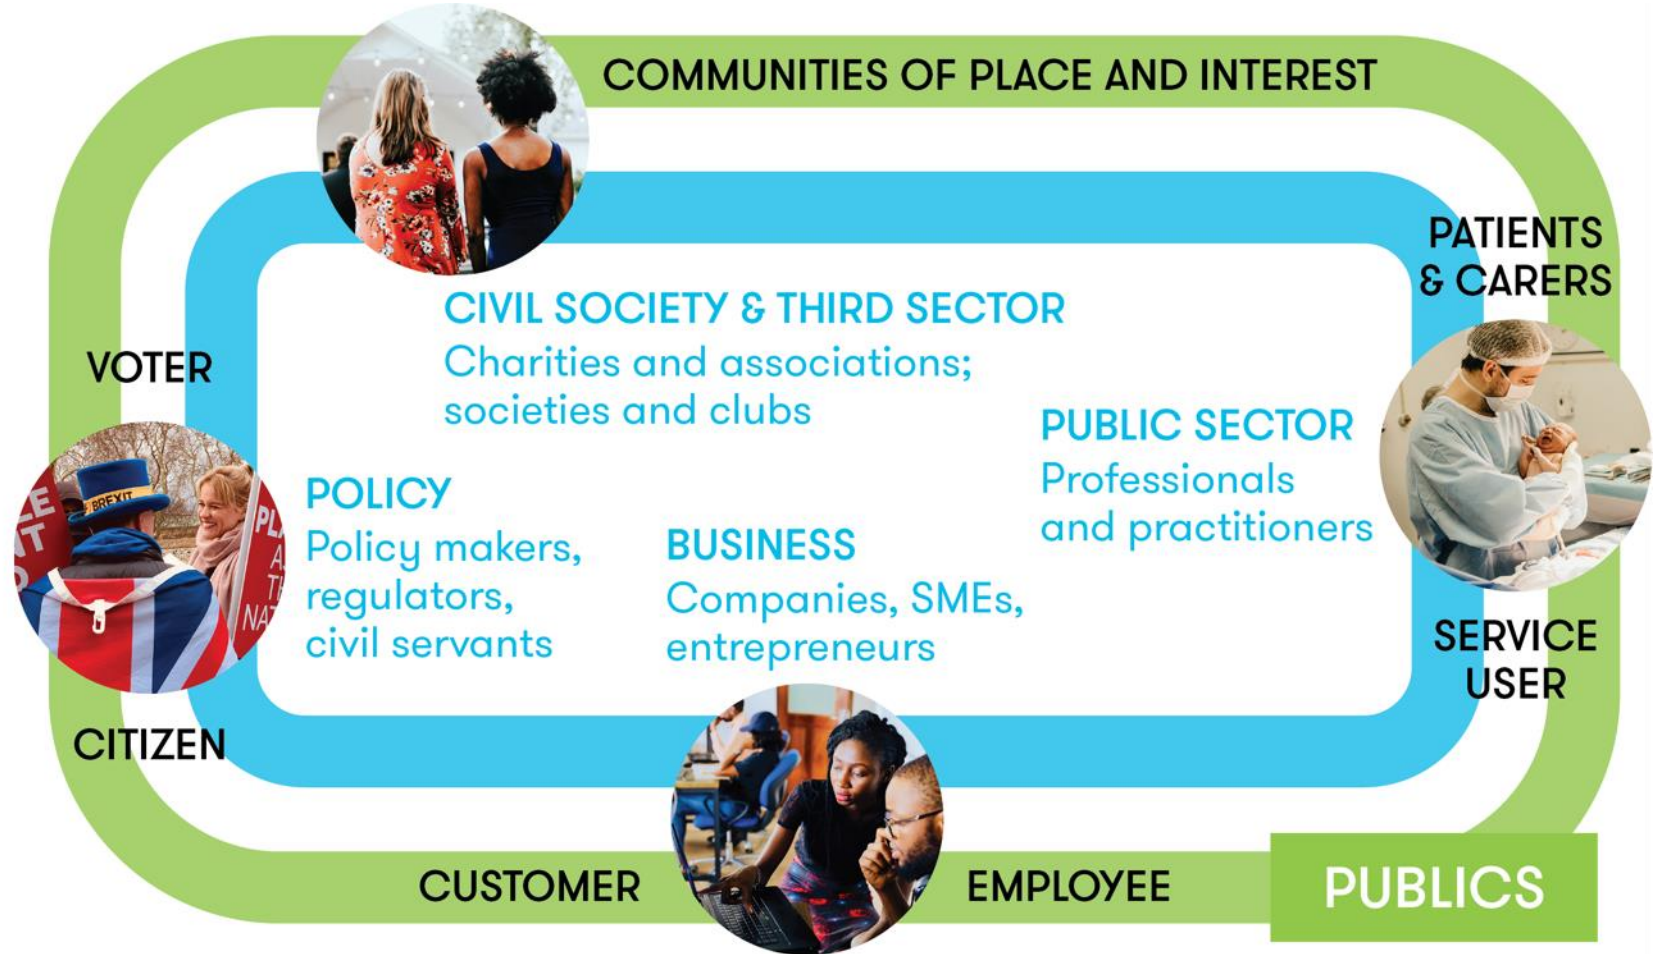 COMMUNITIES OF PLACE AND INTEREST
PATIENTS
& CARERS
CIVIL SOCIETY & THIRD SECTOR
Charities and associations;
societies and clubs
VOTER
PUBLIC SECTOR
Professionals
and practitioners
BREXIT
POLICY
Policy makers,
regulators,
civil servants
BUSINESS
Companies, SMEs,
entrepreneurs
SERVICE
USER
CITIZEN
CUSTOMER
EMPLOYEE
PUBLICS